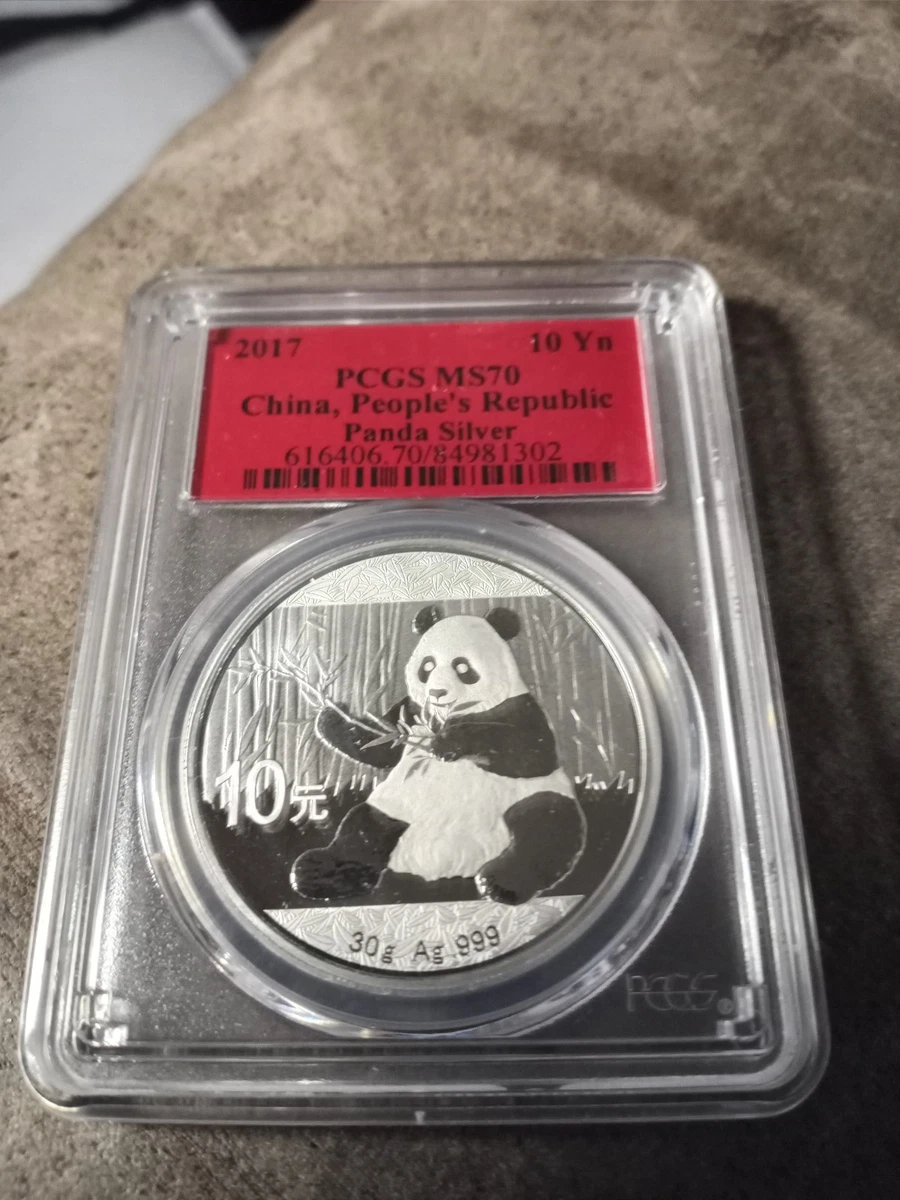 2017 10 Yn
PCGS MS70
China, People's Republic
Panda Silver
616406.70/84981302
10元
30g Ag .999
PCGS®